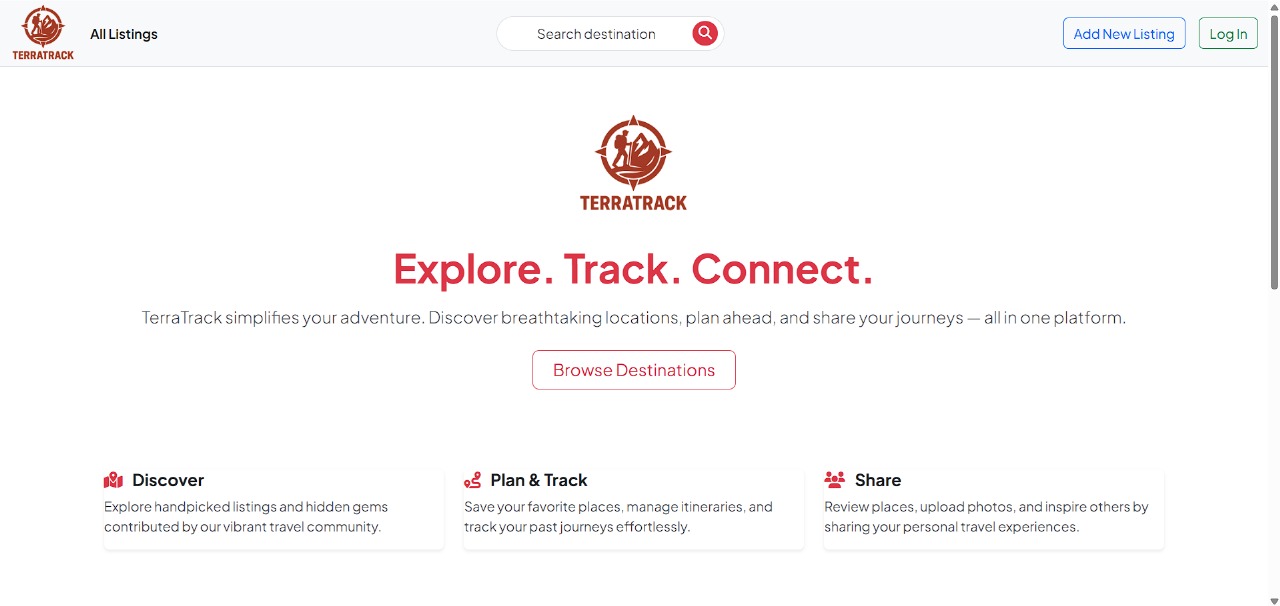 TERRATRACK
All Listings
Search destination
Add New Listing
Log In
TERRATRACK
Explore. Track. Connect.
TerraTrack simplifies your adventure. Discover breathtaking locations, plan ahead, and share your journeys — all in one platform.
Browse Destinations
Discover
Explore handpicked listings and hidden gems
contributed by our vibrant travel community.
Plan & Track
Save your favorite places, manage itineraries, and
track your past journeys effortlessly.
Share
Review places, upload photos, and inspire others by
sharing your personal travel experiences.